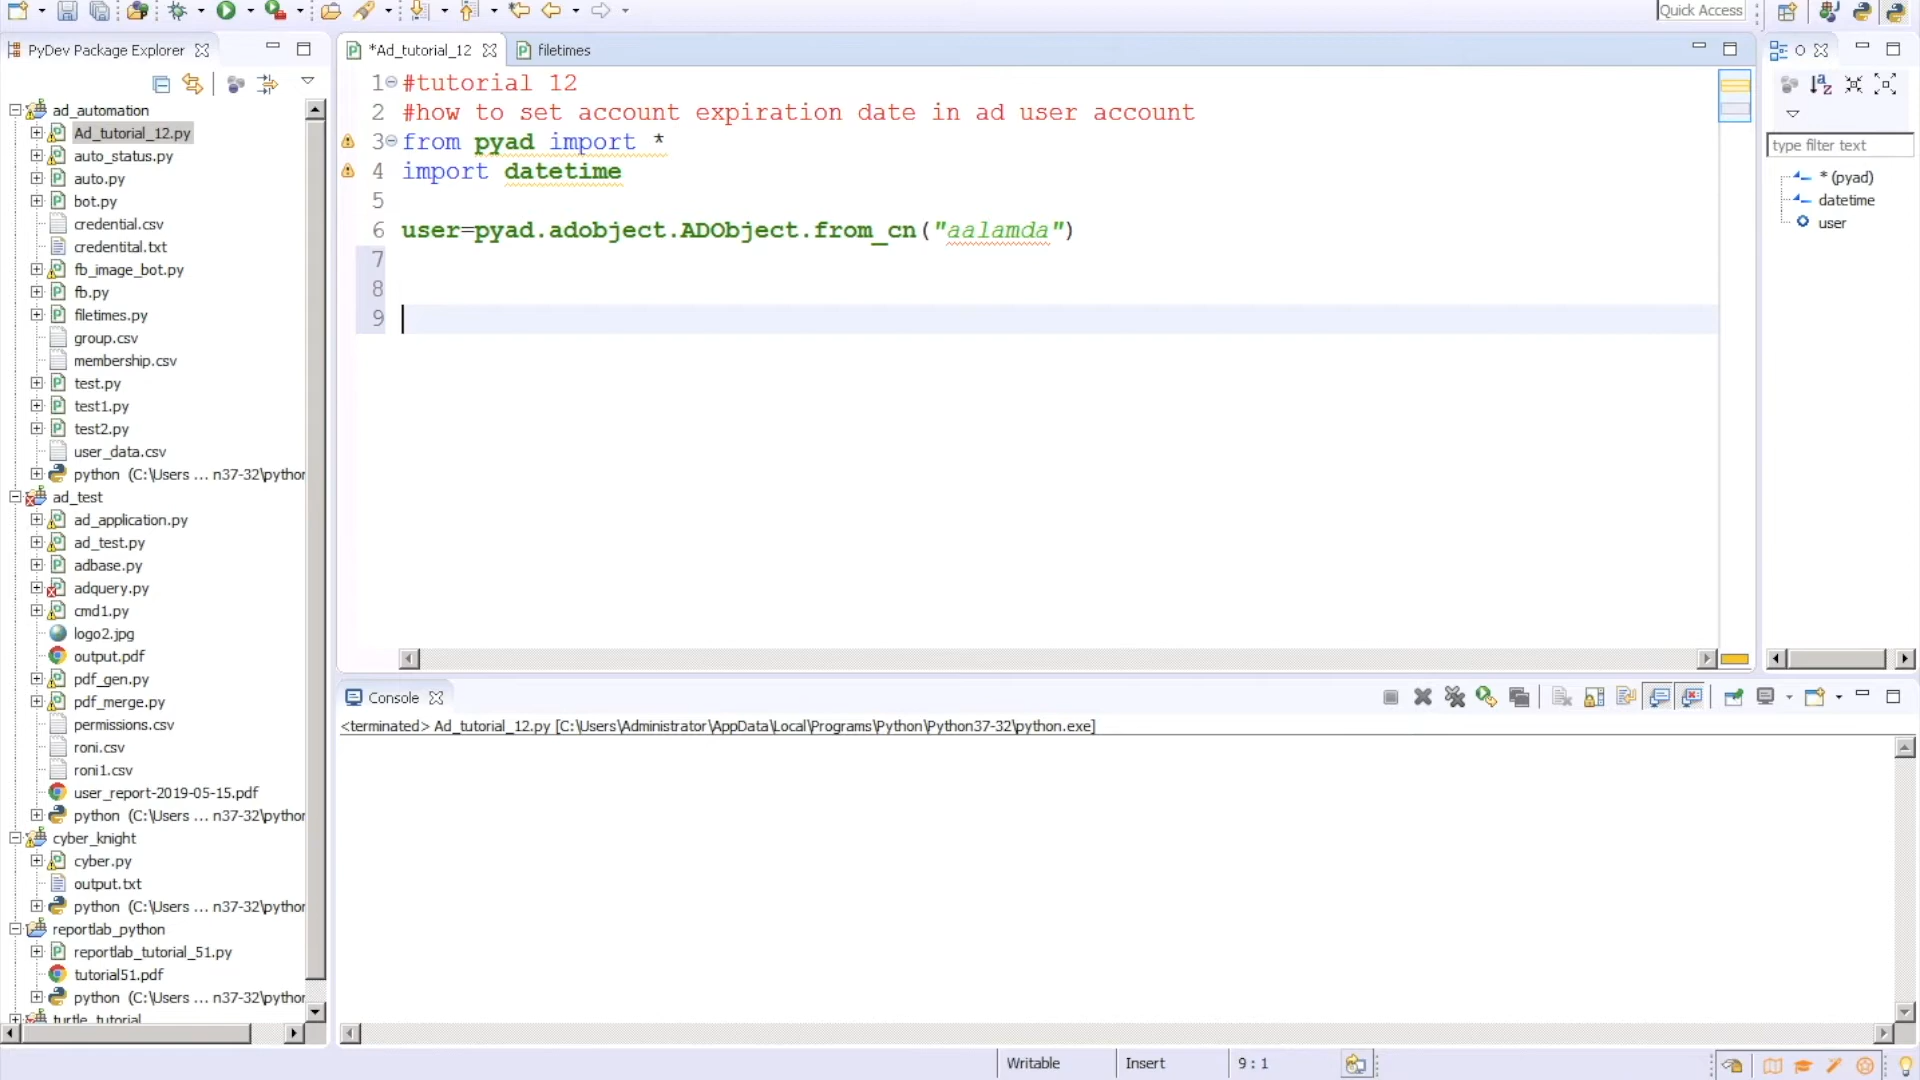 Quick Access
PyDev Package Explorer
ad_automation
Ad_tutorial_12.py
auto_status.py
auto.py
bot.py
credential.csv
credentital.txt
fb_image_bot.py
fb.py
filetimes.py
group.csv
membership.csv
test.py
test1.py
test2.py
user_data.csv
python (C:\Users ... n37-32\python
ad_test
ad_application.py
ad_test.py
adbase.py
adquery.py
cmd1.py
logo2.jpg
output.pdf
pdf_gen.py
pdf_merge.py
permissions.csv
roni.csv
roni1.csv
user_report-2019-05-15.pdf
python (C:\Users ... n37-32\python
cyber_knight
cyber.py
output.txt
python (C:\Users ... n37-32\python
reportlab_python
reportlab_tutorial_51.py
tutorial51.pdf
python (C:\Users ... n37-32\python
turtle_tutorial
*Ad_tutorial_12
filetimes
1 #tutorial 12
2 #how to set account expiration date in ad user account
3 from pyad import *
4 import datetime
5
6 user=pyad.adobject.ADObject.from_cn("aalamda")
7
8
9
type filter text
* (pyad)
datetime
user
Console
<terminated> Ad_tutorial_12.py [C:\Users\Administrator\AppData\Local\Programs\Python\Python37-32\python.exe]
Writable
Insert
9 : 1